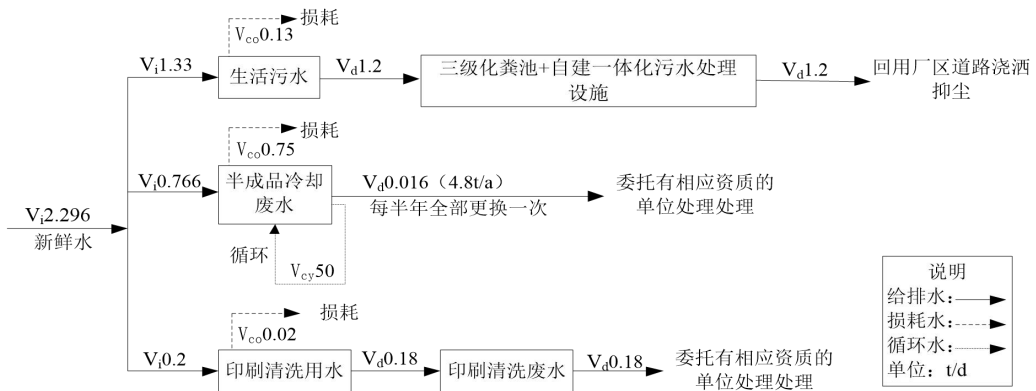 损耗
Vco0.13
Vi1.33
生活污水
Vd1.2
三级化粪池+自建一体化污水处理
设施
Vd1.2
回用厂区道路浇洒
抑尘
损耗
Vco0.75
Vi0.766
半成品冷却
废水
Vd0.016（4.8t/a）
每半年全部更换一次
委托有相应资质的
单位处理处理
Vi2.296
新鲜水
循环
Vcy50
损耗
Vco0.02
Vi0.2
印刷清洗用水
Vd0.18
印刷清洗废水
Vd0.18
委托有相应资质的
单位处理处理
说明
给排水：
损耗水：
循环水：
单位：t/d